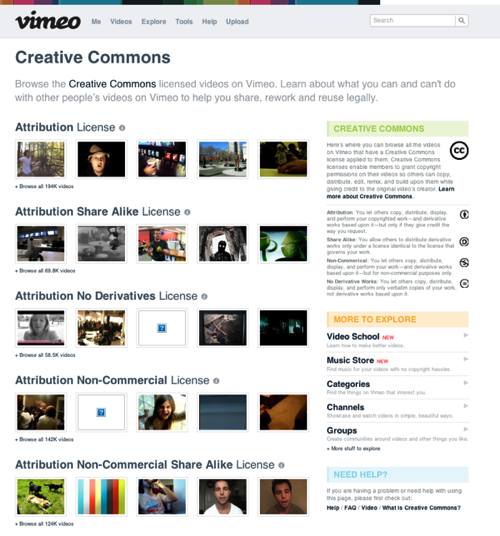 vimeo
Me Videos Explore Tools Help Upload
Search
Creative Commons
Browse the Creative Commons licensed videos on Vimeo. Learn about what you can and can't do
with other people's videos on Vimeo to help you share, rework and reuse legally.
Attribution License
+ Browse all 194K videos
Attribution Share Alike License
+ Browse all 69.8K videos
Attribution No Derivatives License
+ Browse all 58.5K videos
Attribution Non-Commercial License
+ Browse all 142K videos
Attribution Non-Commercial Share Alike License
+ Browse all 124K videos
CREATIVE COMMONS
Here's where you can browse all the videos
on Vimeo that have a Creative Commons
license applied to them. Creative Commons
licenses enable members to grant copyright
permissions on their videos so others can copy,
distribute, edit, remix, and build upon them while
giving credit to the original video's creator. Learn
more about Creative Commons.
cc
Attribution: You let others copy, distribute, display,
and perform your copyrighted work—and derivative
works based upon it—but only if they give credit the
way you request.
Share Alike: You allow others to distribute derivative
works only under a license identical to the license that
governs your work.
Non-Commercial: You let others copy, distribute,
display, and perform your work—and derivative works
based upon it—but for non-commercial purposes only.
No Derivative Works: You let others copy, distribute,
display, and perform only verbatim copies of your work,
not derivative works based upon it.
MORE TO EXPLORE
Video School NEW
Learn how to make better videos.
Music Store NEW
Find music for your videos with no copyright hassles.
Categories
Find the things on Vimeo that interest you.
Channels
Showcase and watch videos in simple, beautiful ways.
Groups
Create communities around videos and other things you like.
+ More stuff to explore
NEED HELP?
If you are having a problem or need help with using
this page, please first check out:
Help / FAQ / Video / What is Creative Commons?